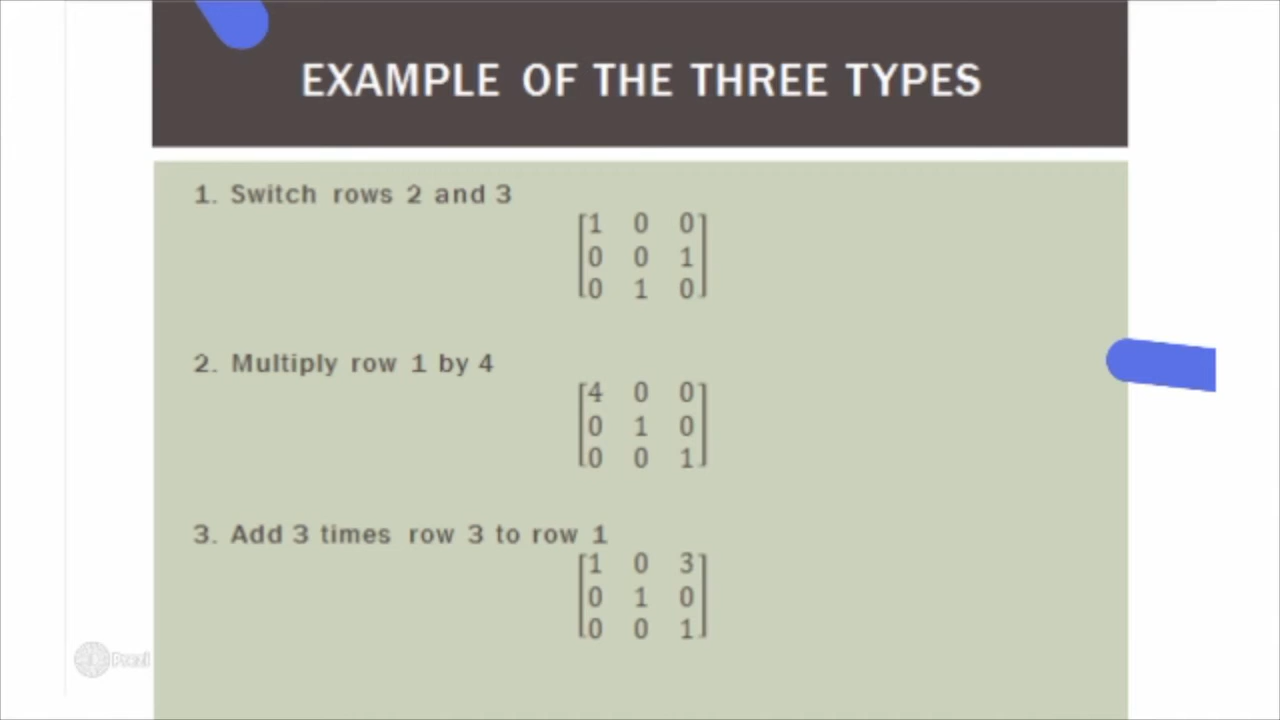 EXAMPLE OF THE THREE TYPES
1. Switch rows 2 and 3
1 0 0
0 0 1
0 1 0
2. Multiply row 1 by 4
4 0 0
0 1 0
0 0 1
3. Add 3 times row 3 to row 1
1 0 3
0 1 0
0 0 1
Prezi